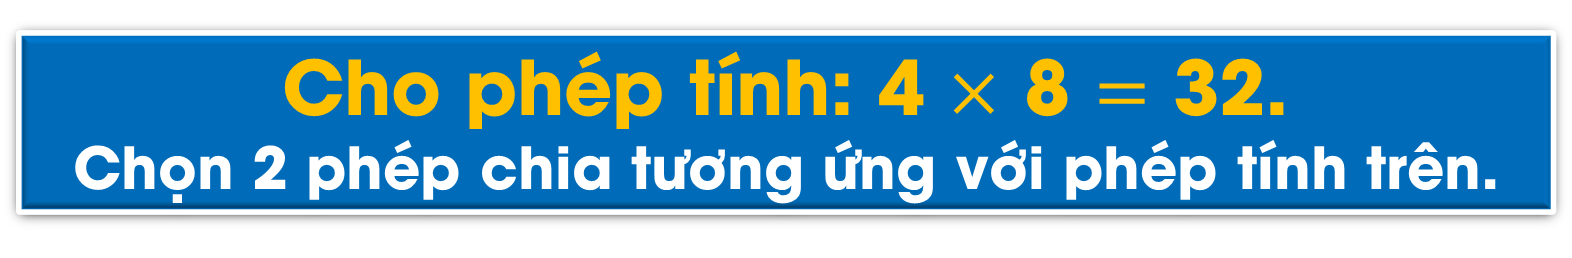 Cho phép tính: 4 × 8 = 32.
Chọn 2 phép chia tương ứng với phép tính trên.